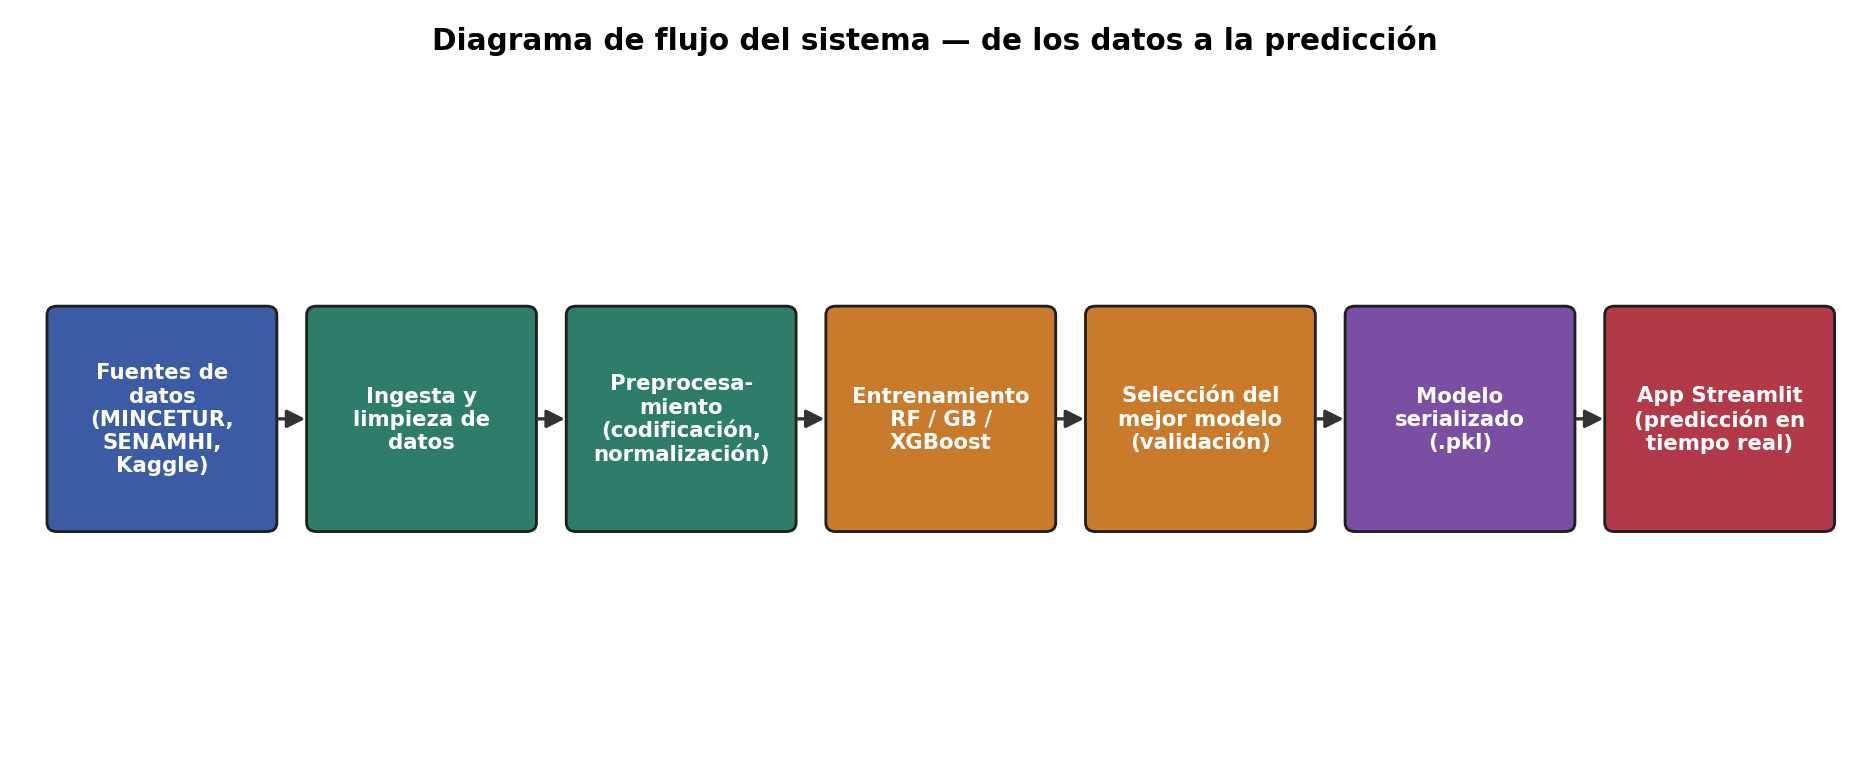 Diagrama de flujo del sistema — de los datos a la predicción
Fuentes de
datos
(MINCETUR,
SENAMHI,
Kaggle)
Ingesta y
limpieza de
datos
Preprocesa-
miento
(codificación,
normalización)
Entrenamiento
RF / GB /
XGBoost
Selección del
mejor modelo
(validación)
Modelo
serializado
(.pkl)
App Streamlit
(predicción en
tiempo real)